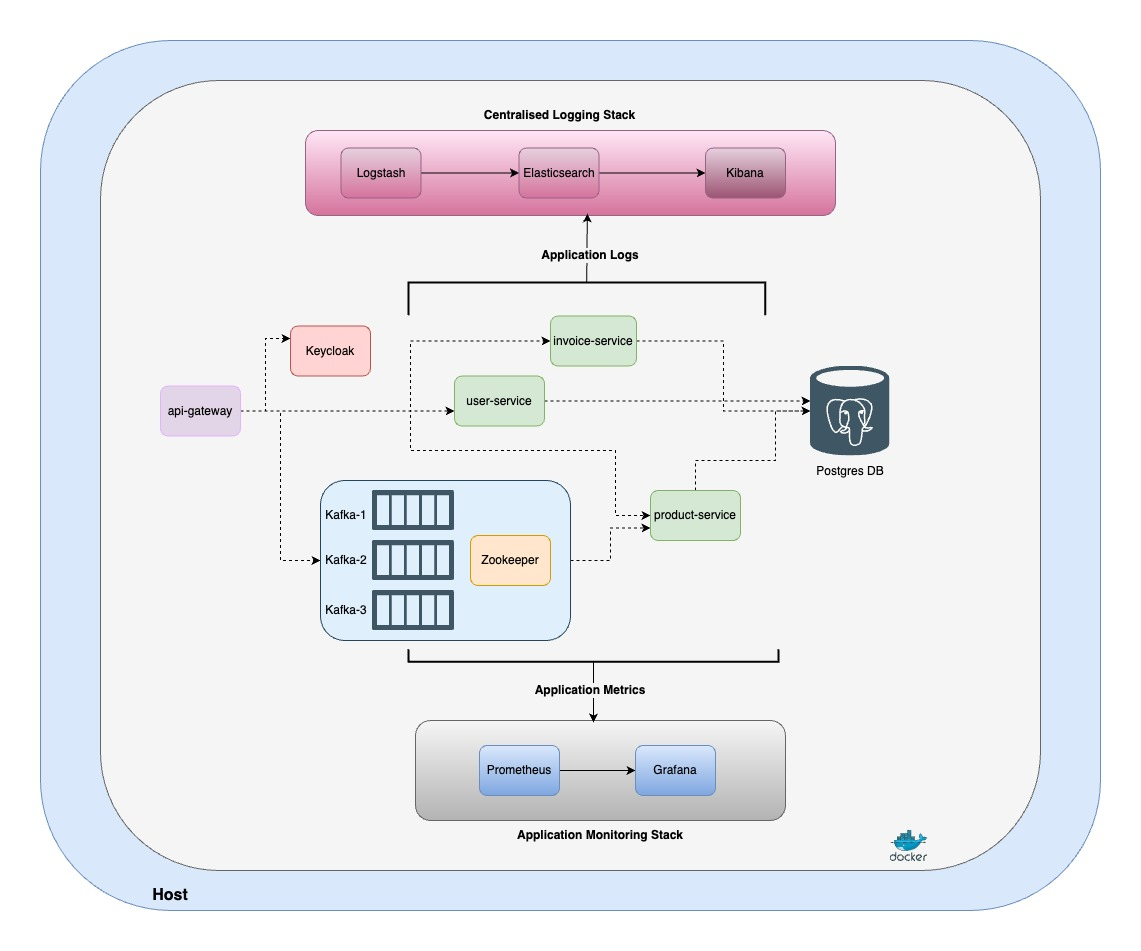 Centralised Logging Stack
Logstash
Elasticsearch
Kibana
Application Logs
Keycloak
invoice-service
api-gateway
user-service
Postgres DB
Kafka-1
product-service
Kafka-2
Zookeeper
Kafka-3
Application Metrics
Prometheus
Grafana
Application Monitoring Stack
docker
Host